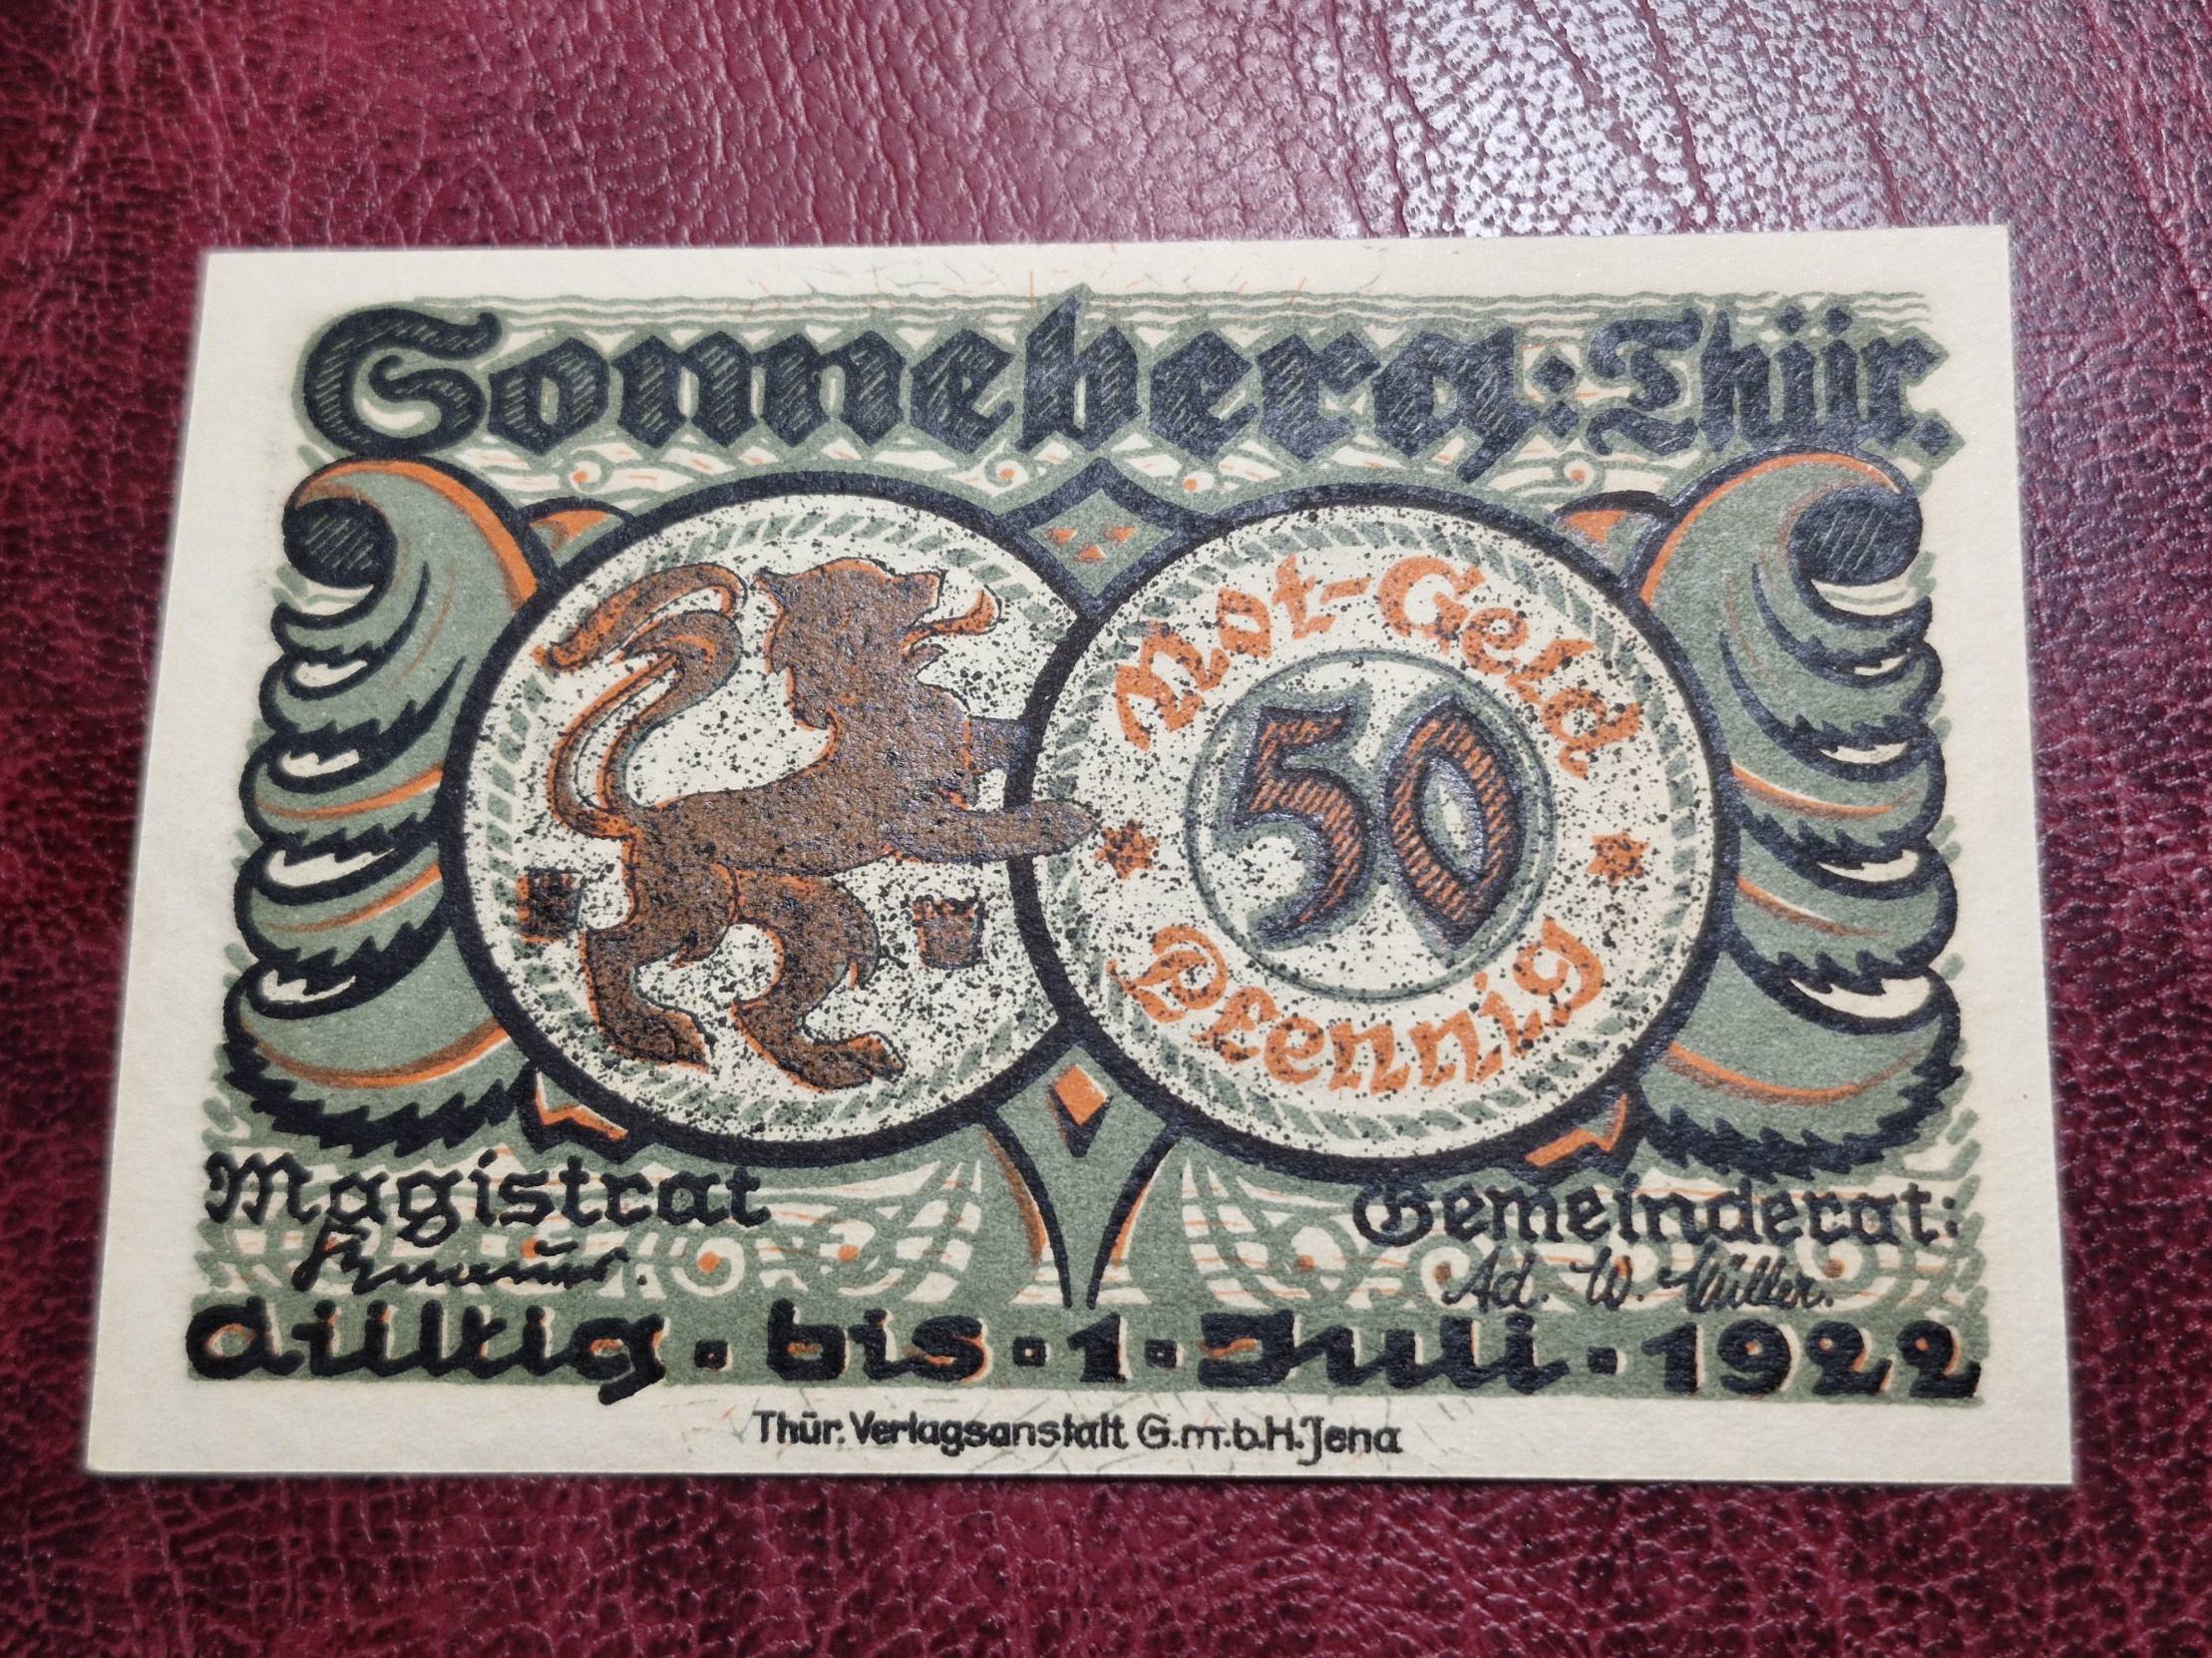 Sonneberg: Thür.
Not-Geld
50
Pfennig
Magistrat
Gemeinderat:
Ad. W. Müller.
Gültig · bis · 1 · Juli · 1922
Thür. Verlagsanstalt G.m.b.H. Jena